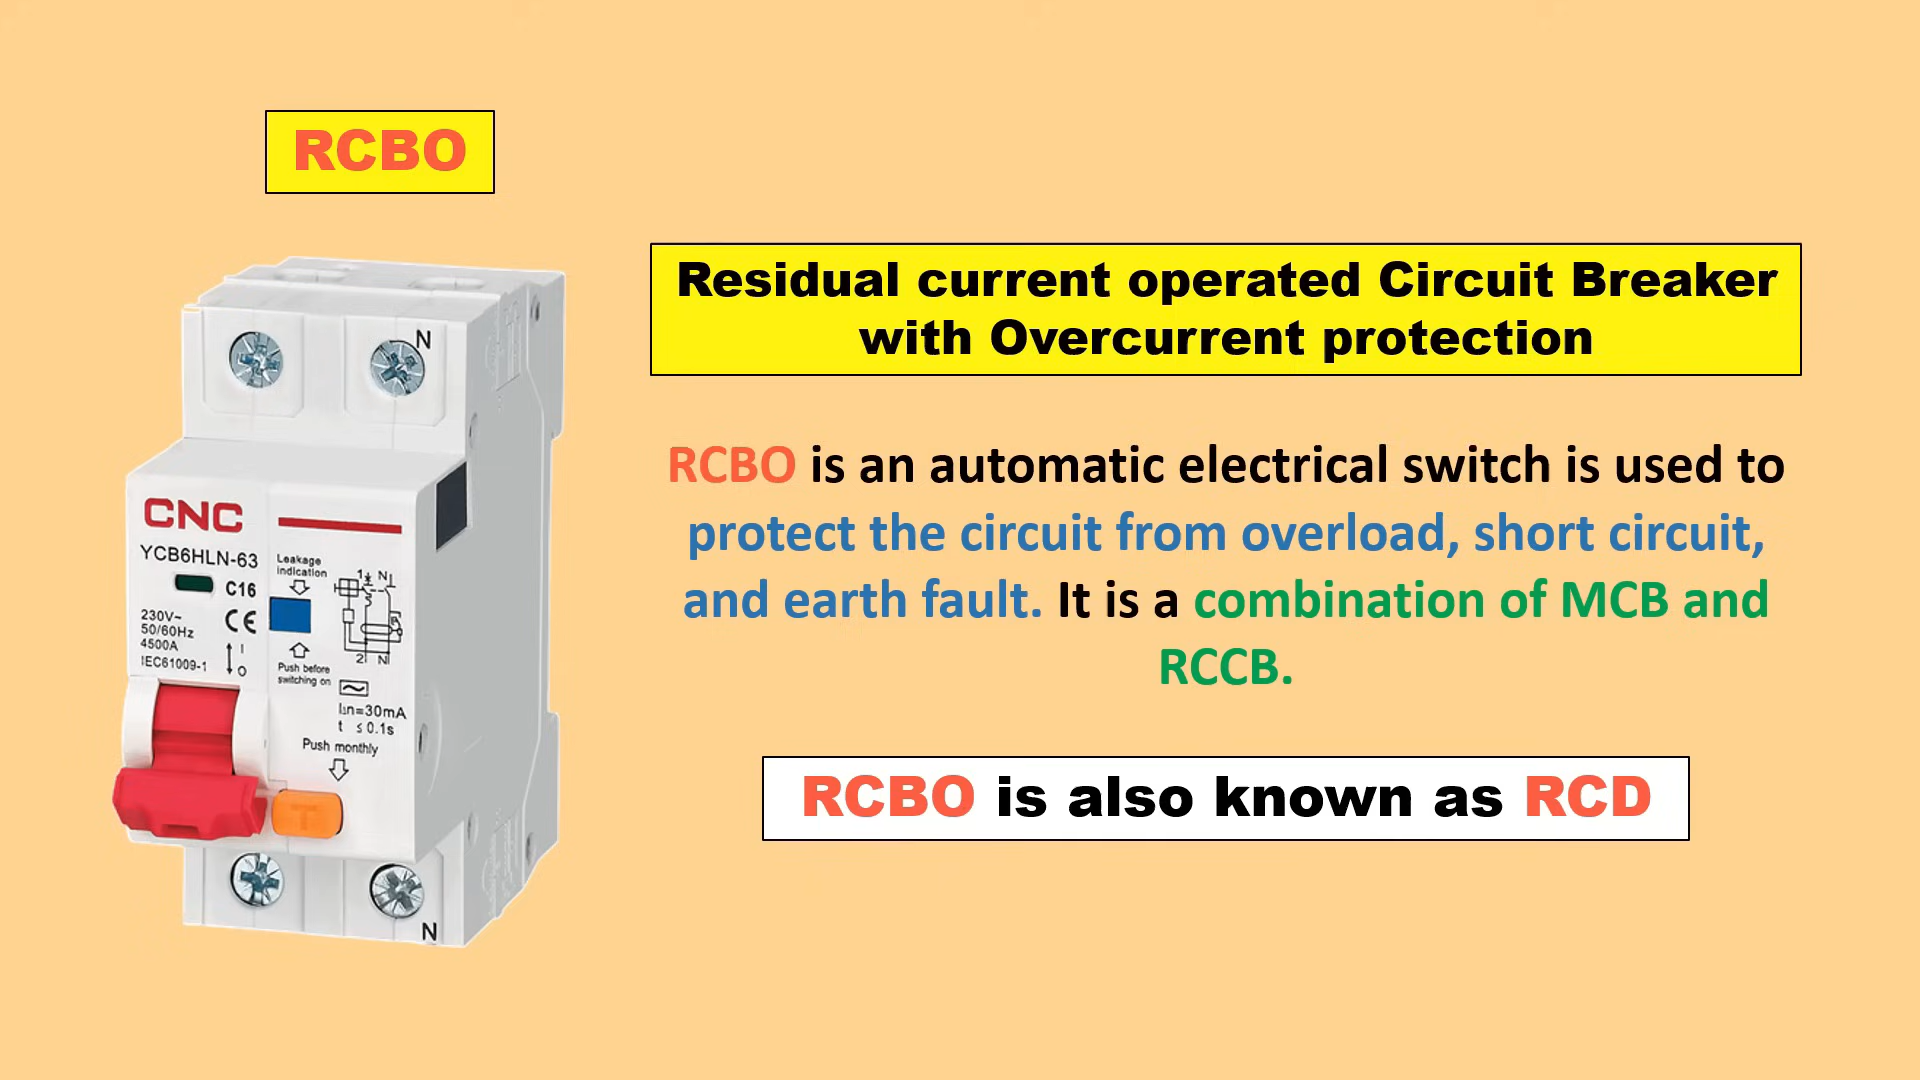 RCBO
Residual current operated Circuit Breaker
with Overcurrent protection
RCBO is an automatic electrical switch is used to
protect the circuit from overload, short circuit,
and earth fault. It is a combination of MCB and
RCCB.
RCBO is also known as RCD
N
CNC
YCB6HLN-63
C16
230V~
50/60Hz
4500A
IEC61009-1
CE
I
O
Leakage
indication
Push before
switching on
1 N
2 N
I∆n=30mA
t ≤0.1s
Push monthly
T
N